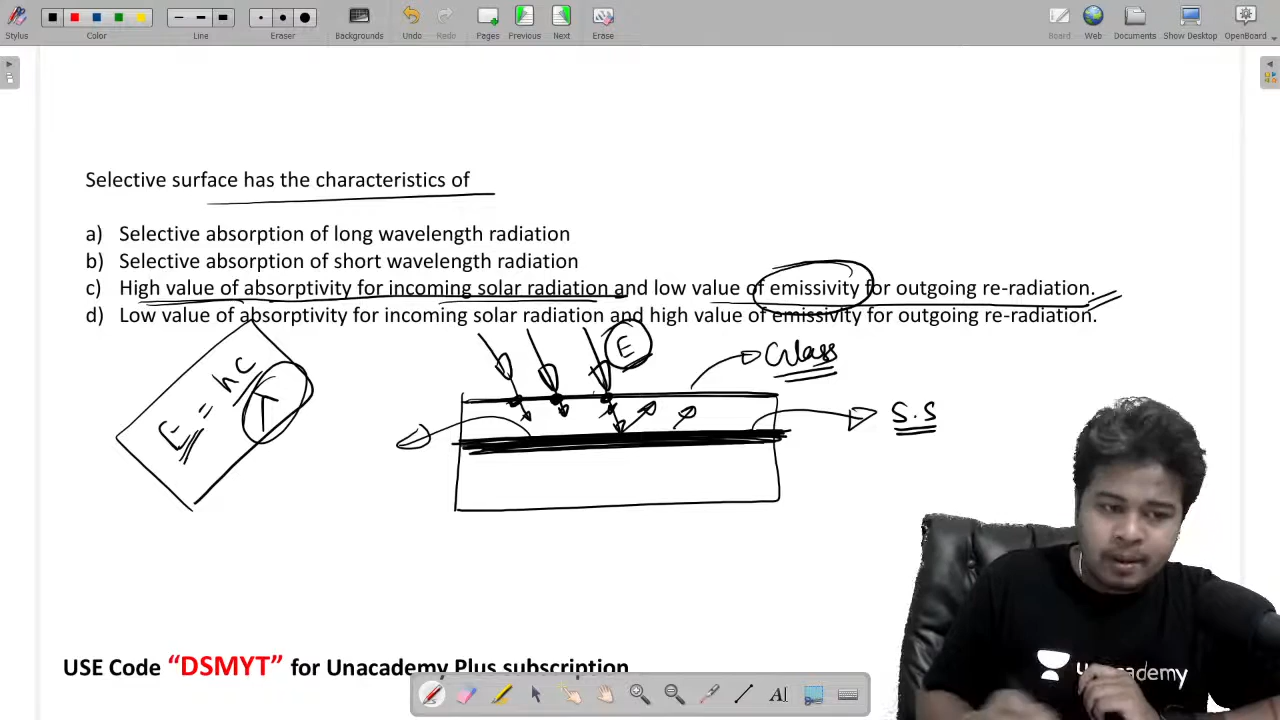 Stylus
Color
Line
Eraser
Backgrounds
Undo
Redo
Pages
Previous
Next
Erase
Board
Web
Documents
Show Desktop
OpenBoard
Selective surface has the characteristics of
a) Selective absorption of long wavelength radiation
b) Selective absorption of short wavelength radiation
c) High value of absorptivity for incoming solar radiation and low value of emissivity for outgoing re-radiation.
d) Low value of absorptivity for incoming solar radiation and high value of emissivity for outgoing re-radiation.
E
Glass
S.S
E = hc
USE Code “DSMYT” for Unacademy Plus subscription
AI
unacademy